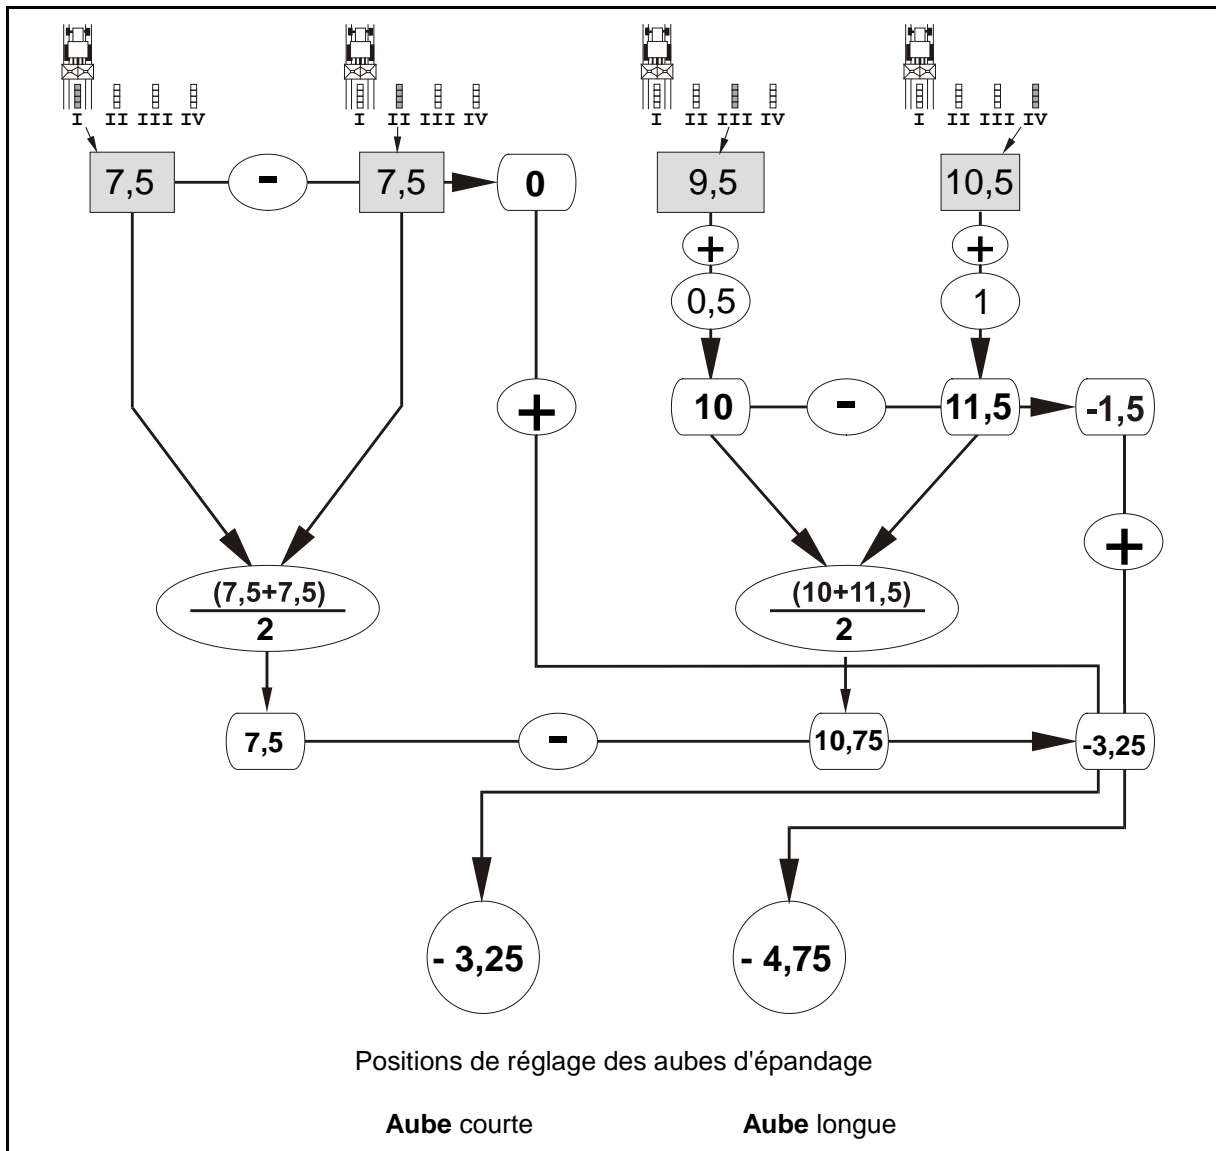 I II III IV I II III IV I II III IV I II III IV
7,5 - 7,5 0 9,5 10,5
+ +
0,5 1
+ 10 - 11,5 -1,5
+
(7,5+7,5) (10+11,5)
2 2
7,5 - 10,75 -3,25
- 3,25 - 4,75
Positions de réglage des aubes d'épandage
Aube courte Aube longue